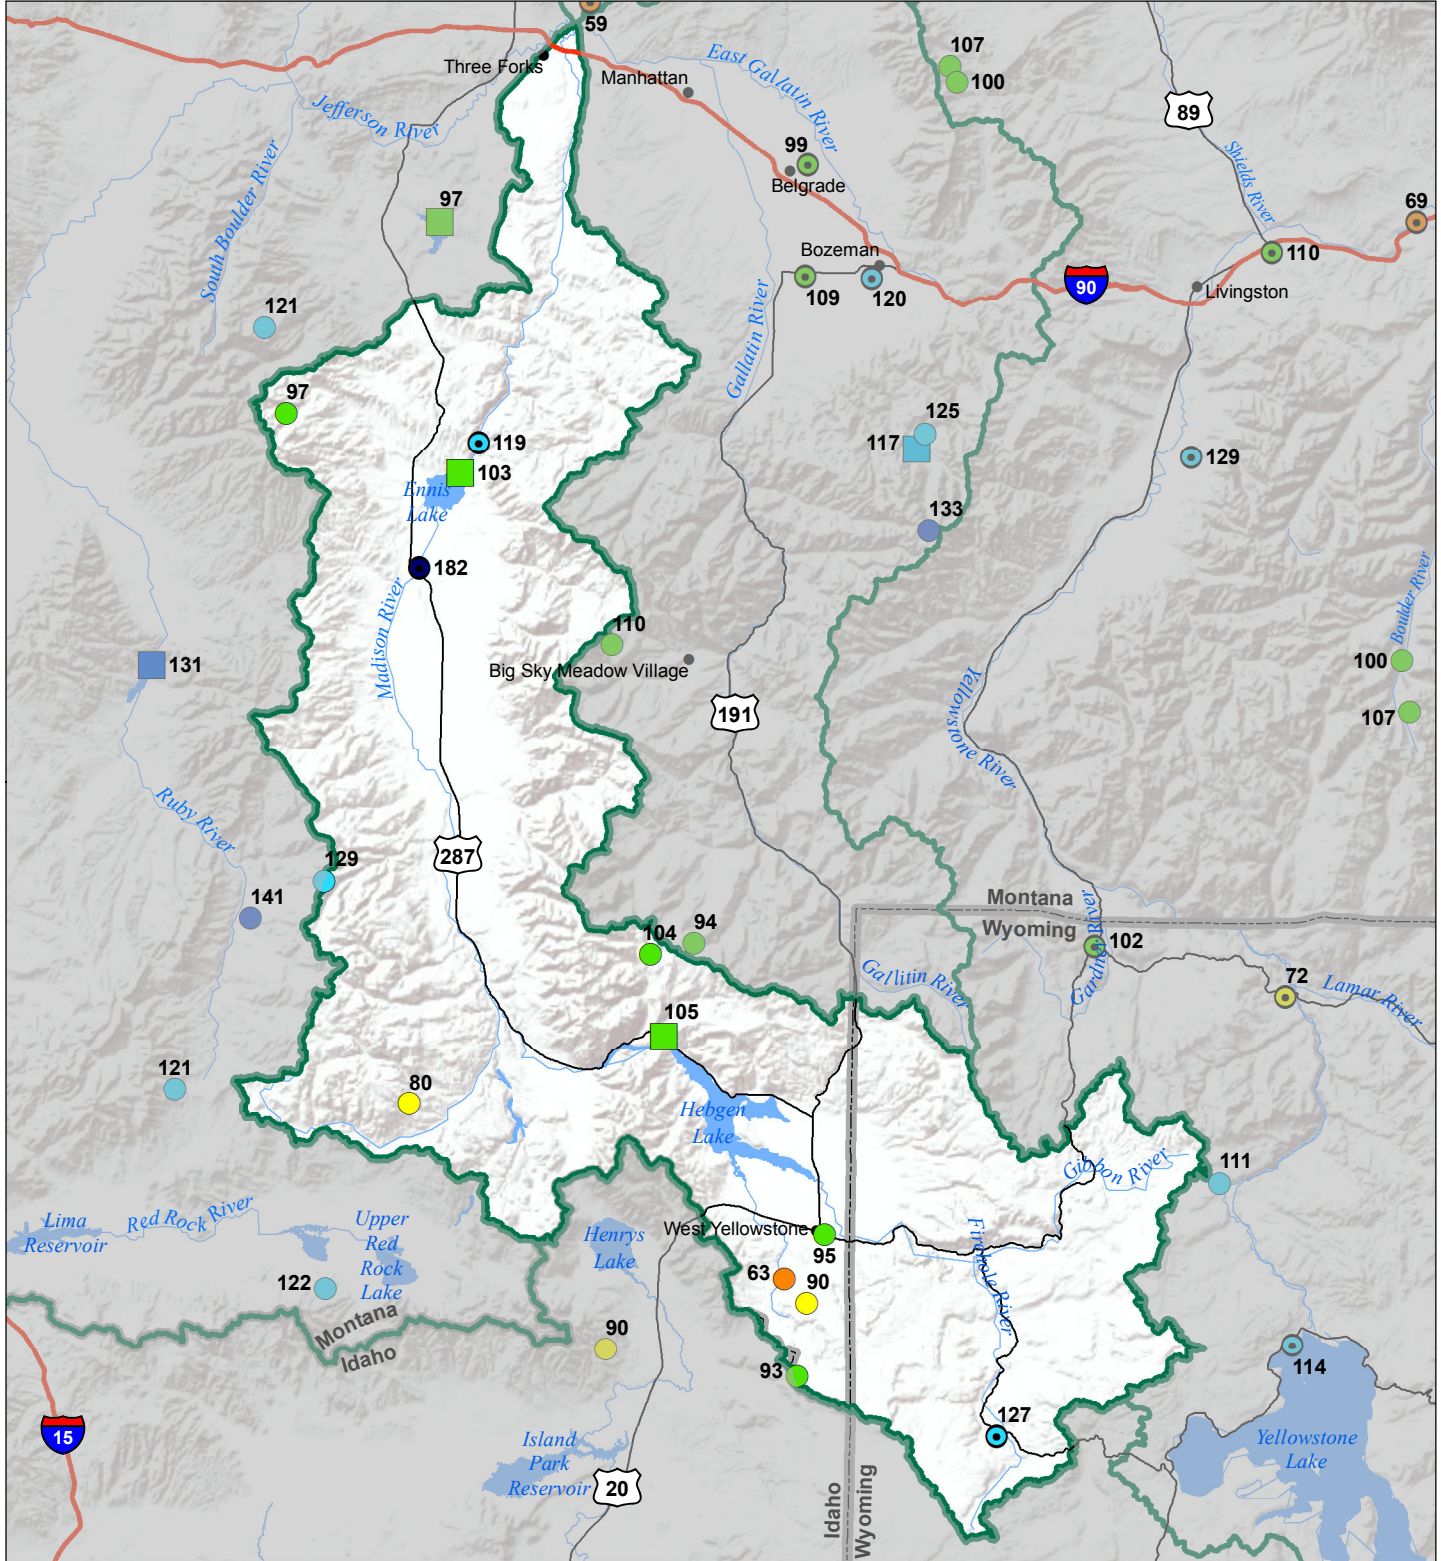 59
107
100
Three Forks
Manhattan
East Gallatin River
89
Jefferson River
99
Belgrade
Shields River
South Boulder River
97
69
Bozeman
110
109
120
90
Livingston
Gallatin River
121
97
125
119
117
129
103
Ennis
Lake
133
182
Madison River
Boulder River
110
131
Big Sky Meadow Village
100
191
107
Yellowstone River
Ruby River
287
129
141
Montana
Wyoming
Gardner River
104
94
102
Gallitin River
72
Lamar River
105
121
80
Hebgen
Lake
Gibbon River
111
Lima
Reservoir
Red Rock River
Upper
Red
Rock
Lake
Henrys
Lake
West Yellowstone
95
Firehole River
63
90
122
Montana
Idaho
90
93
114
127
15
Island
Park
Reservoir
20
Yellowstone
Lake
Idaho
Wyoming